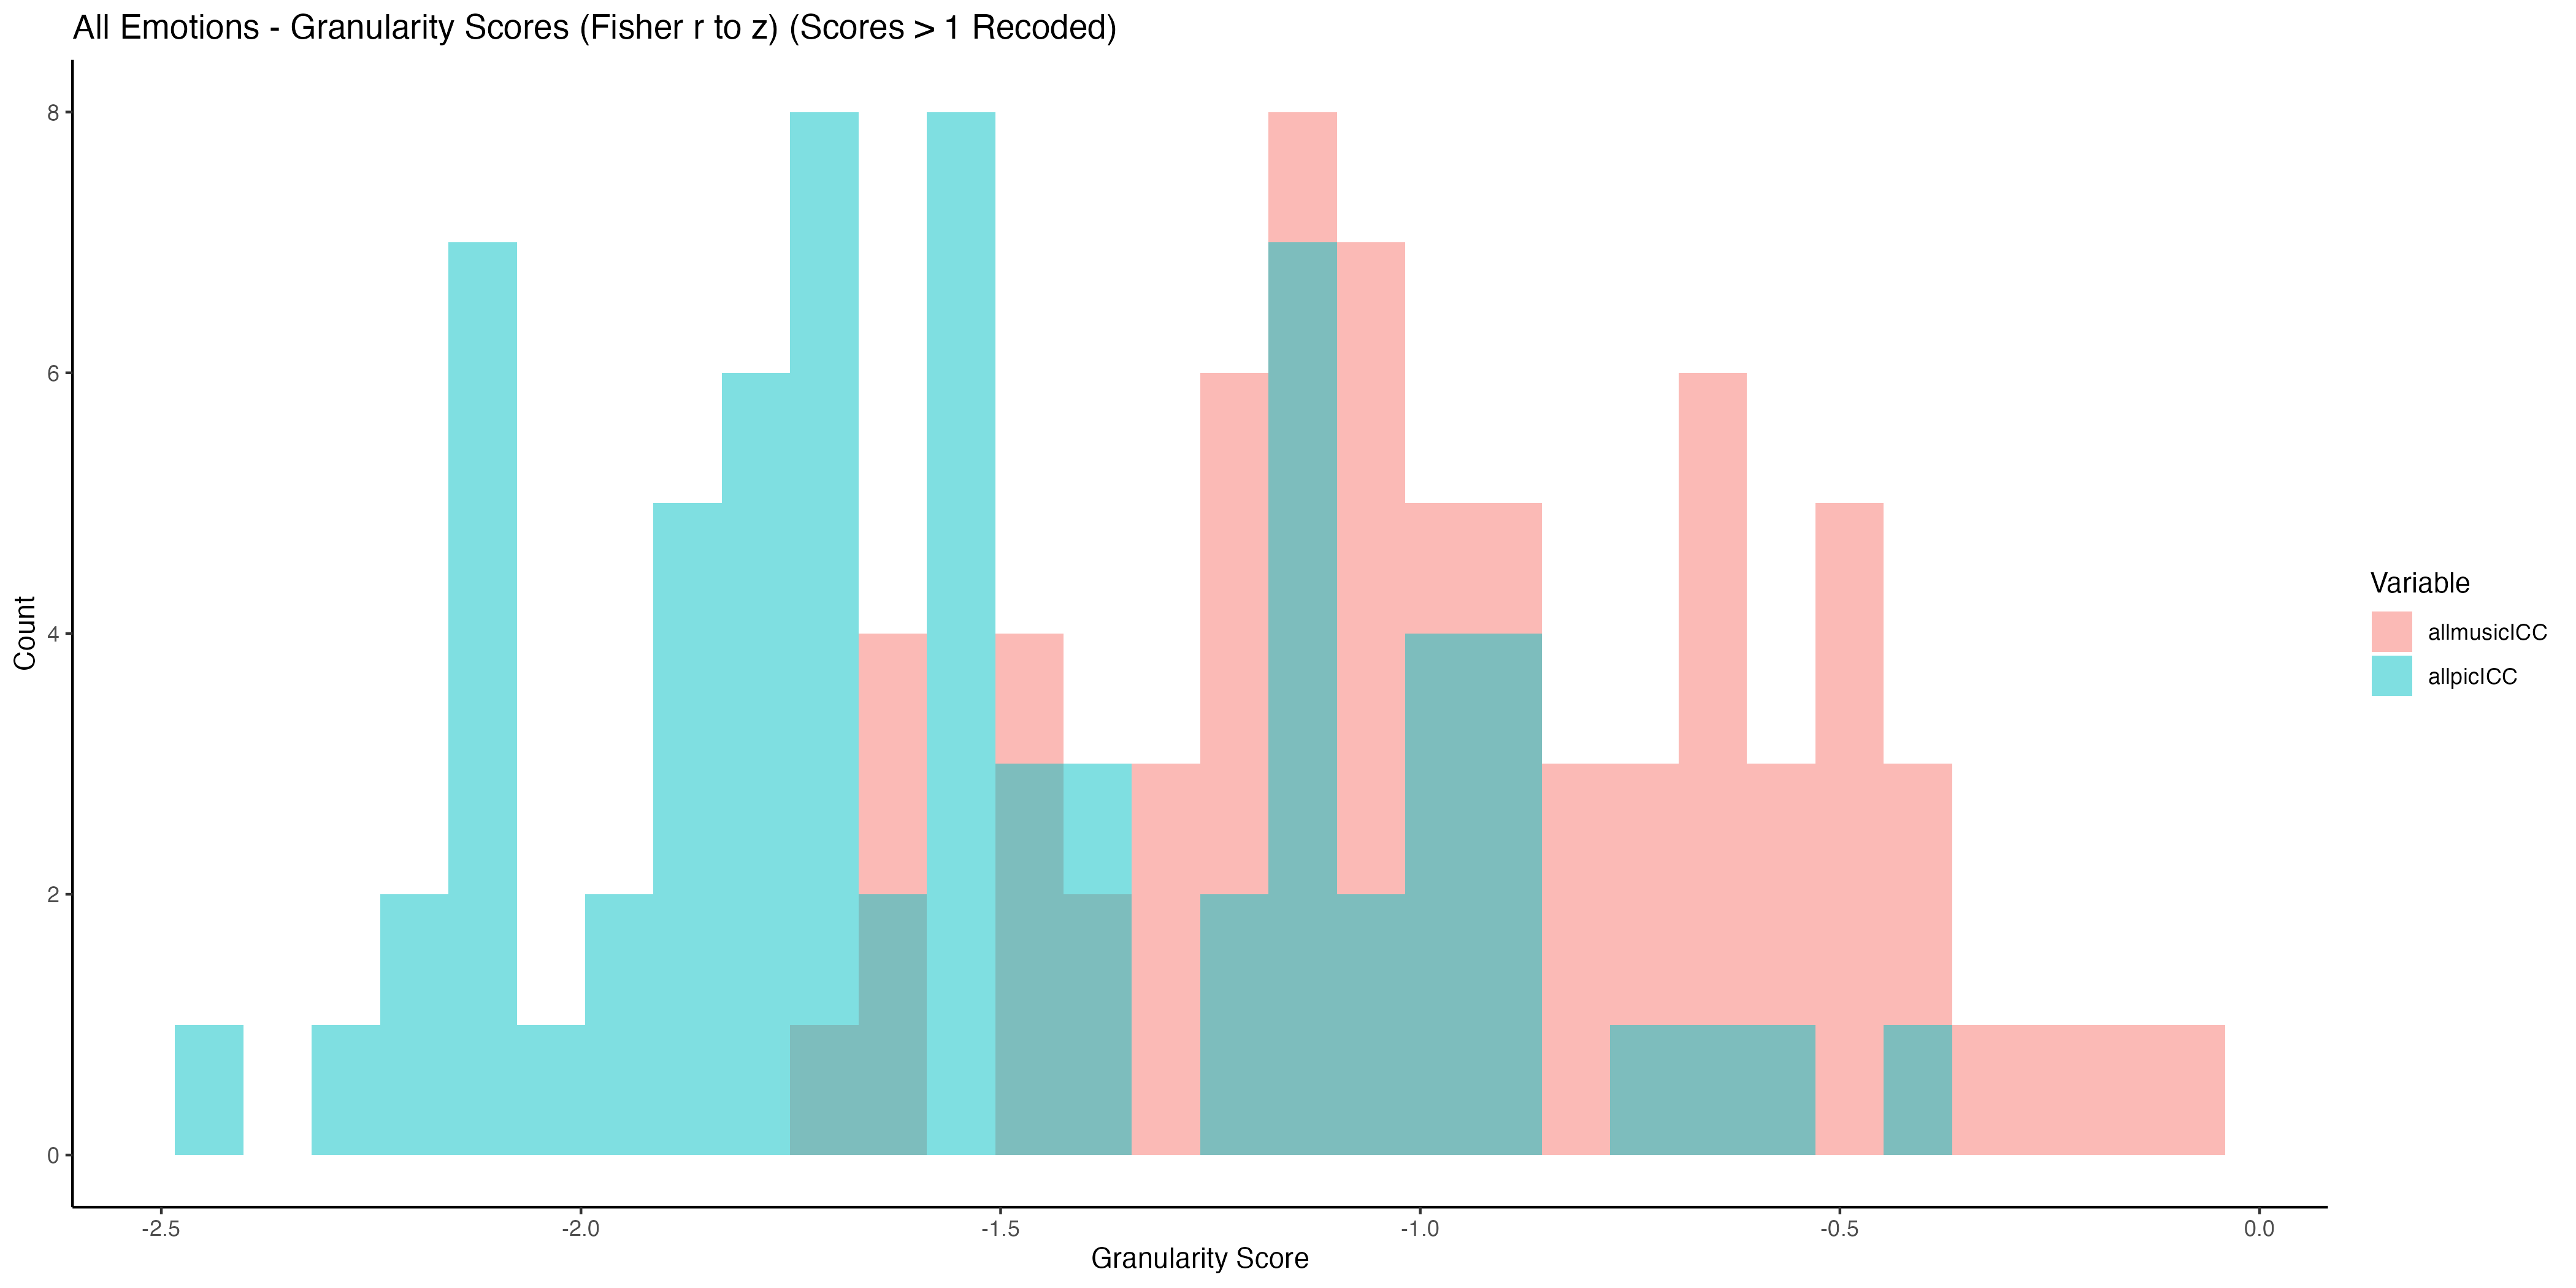 All Emotions - Granularity Scores (Fisher r to z) (Scores > 1 Recoded)
8
6
4
2
0
Count
-2.5
-2.0
-1.5
-1.0
-0.5
0.0
Granularity Score
Variable
allmusicICC
allpicICC